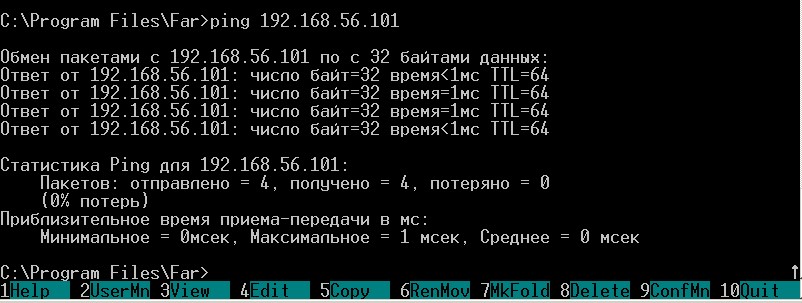 C:\Program Files\Far>ping 192.168.56.101
Обмен пакетами с 192.168.56.101 по с 32 байтами данных:
Ответ от 192.168.56.101: число байт=32 время<1мс TTL=64
Ответ от 192.168.56.101: число байт=32 время=1мс TTL=64
Ответ от 192.168.56.101: число байт=32 время<1мс TTL=64
Ответ от 192.168.56.101: число байт=32 время<1мс TTL=64
Статистика Ping для 192.168.56.101:
Пакетов: отправлено = 4, получено = 4, потеряно = 0
(0% потерь)
Приблизительное время приема-передачи в мс:
Минимальное = 0мсек, Максимальное = 1 мсек, Среднее = 0 мсек
C:\Program Files\Far>
1Help 2UserMn 3View 4Edit 5Copy 6RenMov 7MkFold 8Delete 9ConfMn 10Quit